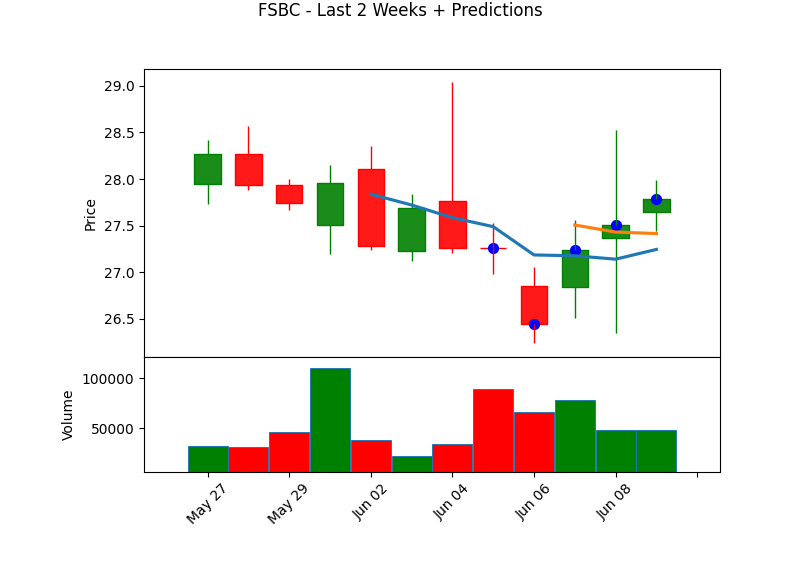 FSBC - Last 2 Weeks + Predictions
29.0
28.5
28.0
27.5
27.0
26.5
Price
100000
50000
Volume
May 27
May 29
Jun 02
Jun 04
Jun 06
Jun 08